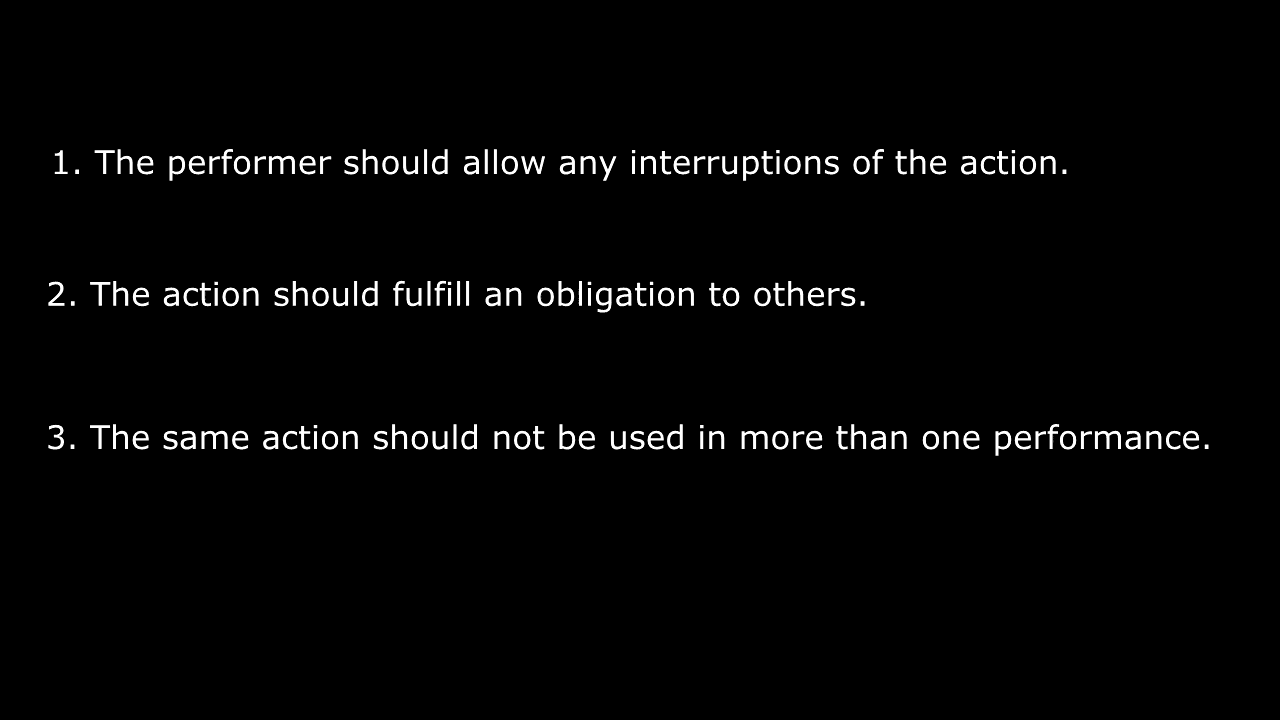 1. The performer should allow any interruptions of the action.
2. The action should fulfill an obligation to others.
3. The same action should not be used in more than one performance.